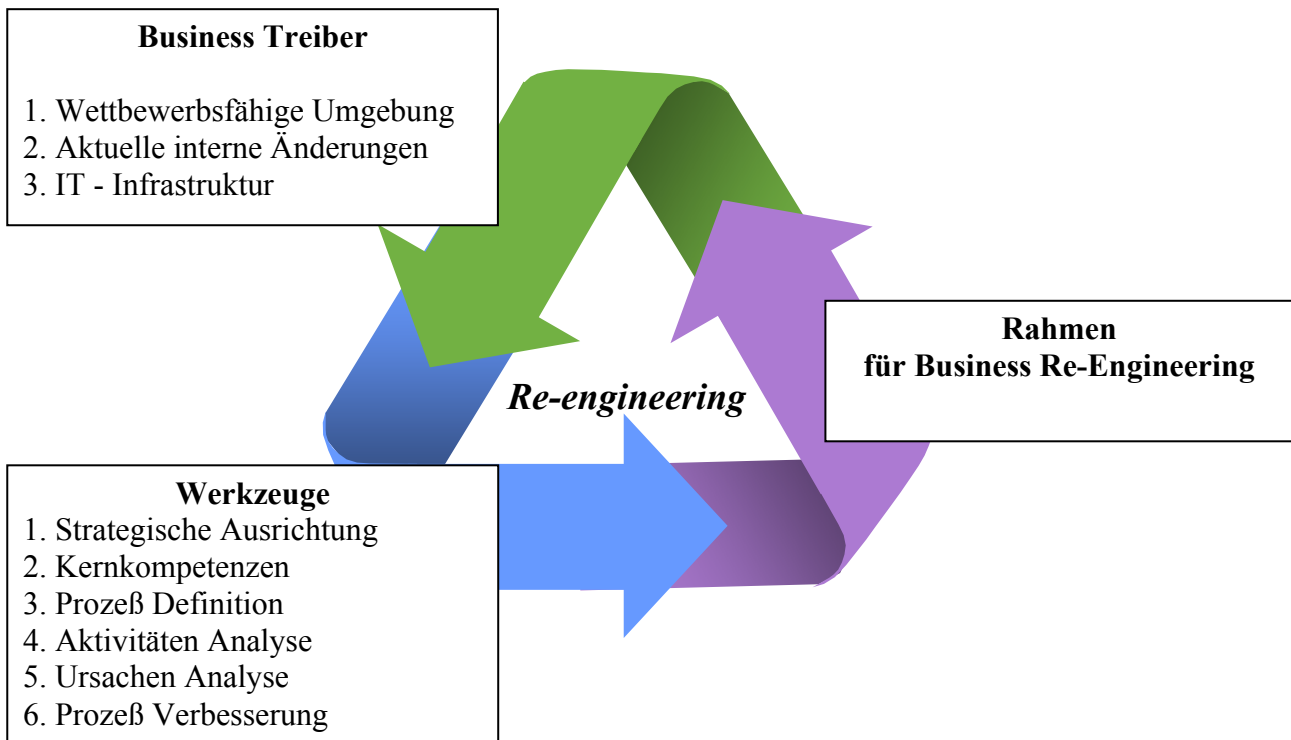 Business Treiber
1. Wettbewerbsfähige Umgebung
2. Aktuelle interne Änderungen
3. IT - Infrastruktur
Rahmen
für Business Re-Engineering
Re-engineering
Werkzeuge
1. Strategische Ausrichtung
2. Kernkompetenzen
3. Prozeß Definition
4. Aktivitäten Analyse
5. Ursachen Analyse
6. Prozeß Verbesserung